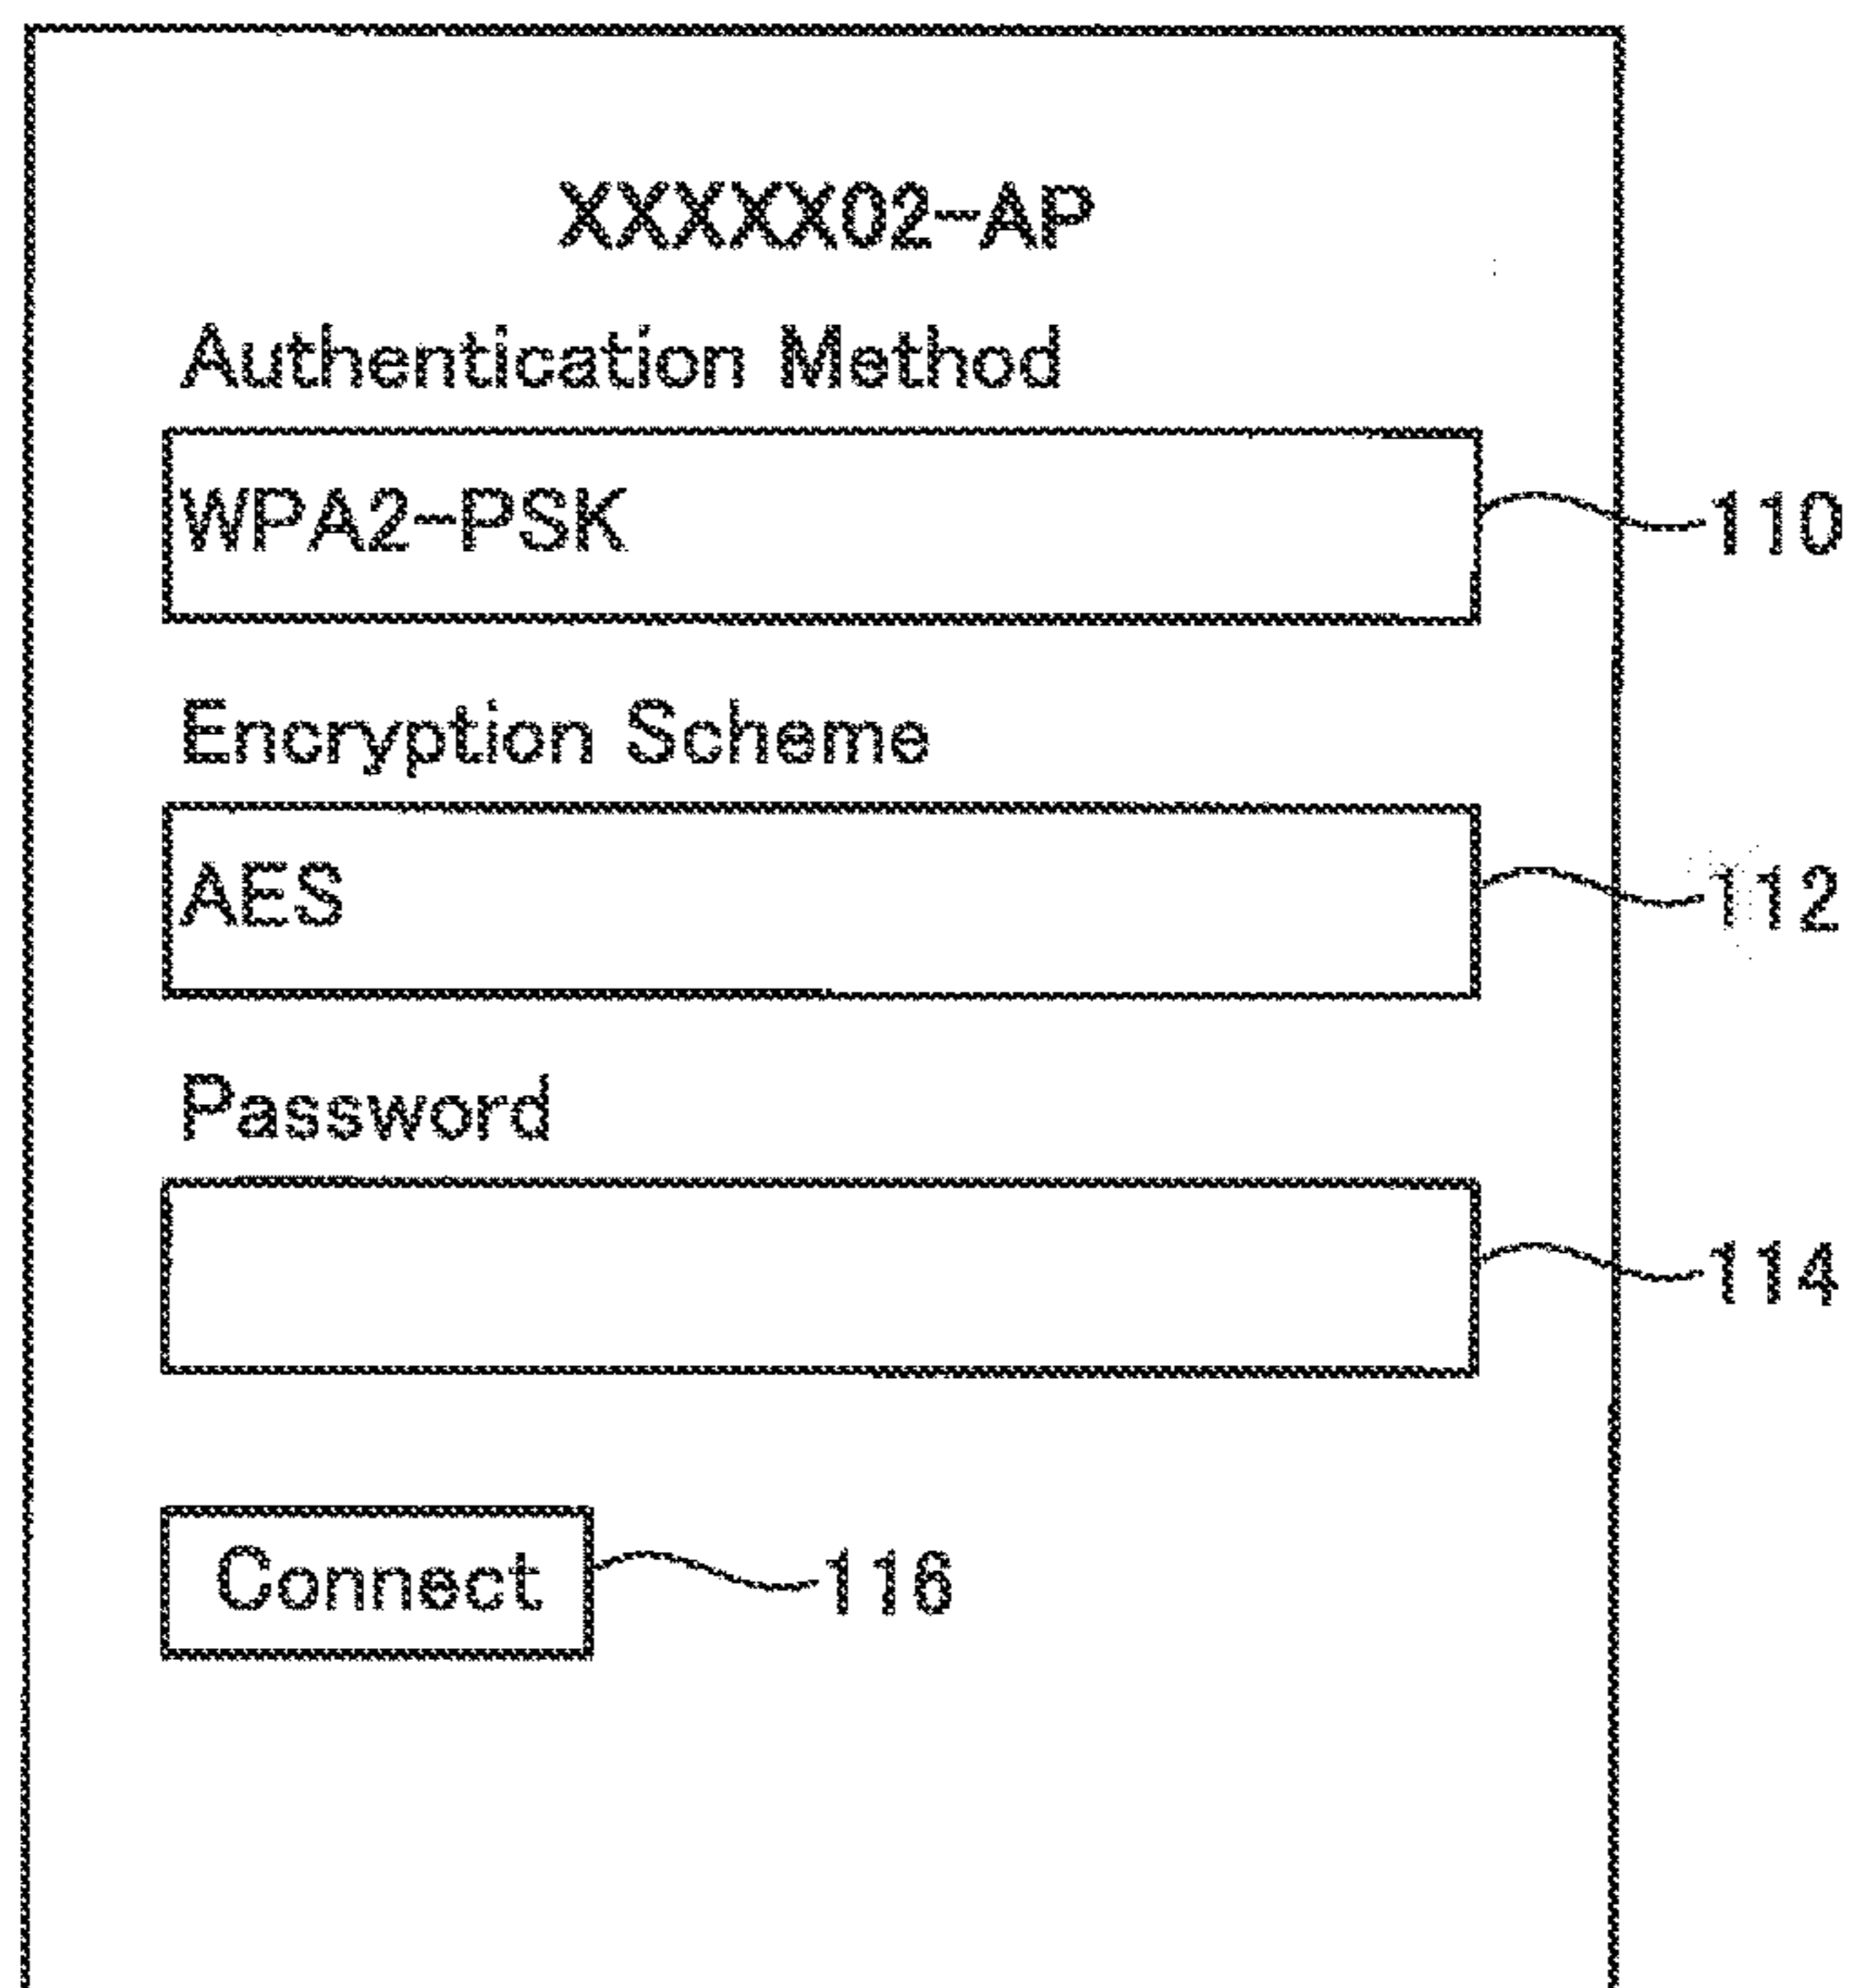 XXXXX02-AP
Authentication Method
WPA2-PSK
110
Encryption Scheme
AES
112
Password
114
Connect
116